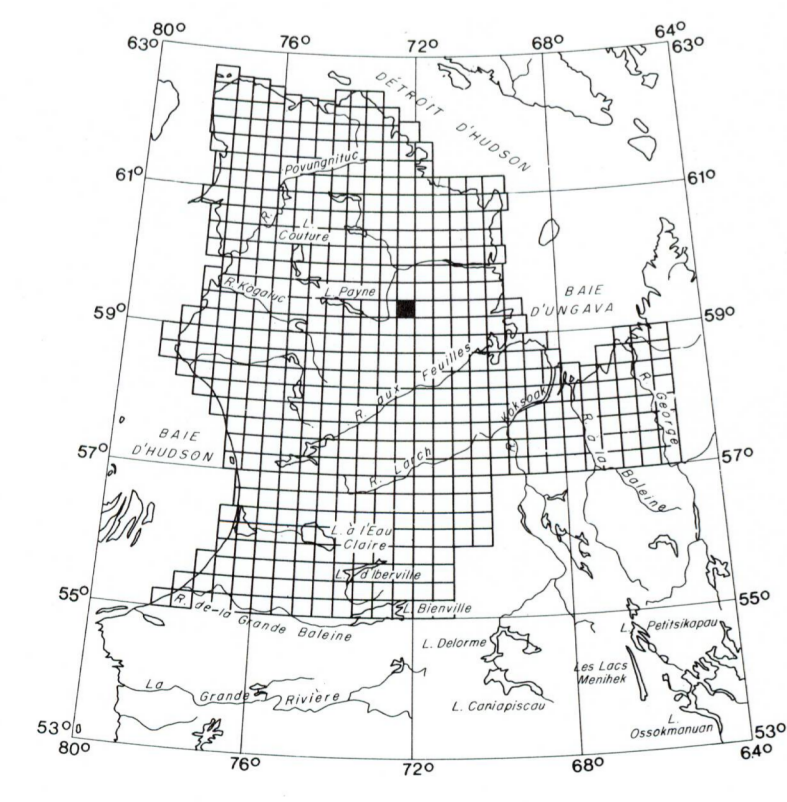 80°
76°
72°
68°
64°
63°
63°
DÉTROIT D'HUDSON
Povungnituc
61°
61°
R.
L.
Couture
R. Kogaluc
L. Payne
BAIE
D'UNGAVA
59°
59°
R. aux Feuilles
Koksoak
R. George
BAIE
D'HUDSON
R. Larch
R. à la Baleine
57°
57°
L. à l'Eau
Claire
L. d'Iberville
55°
55°
R. de-la Grande Baleine
L. Bienville
L. Delorme
L. Petitsikapau
Les Lacs
Menihek
La Grande Rivière
L. Caniapiscau
L.
Ossokmanuan
53°
53°
80°
76°
72°
68°
64°